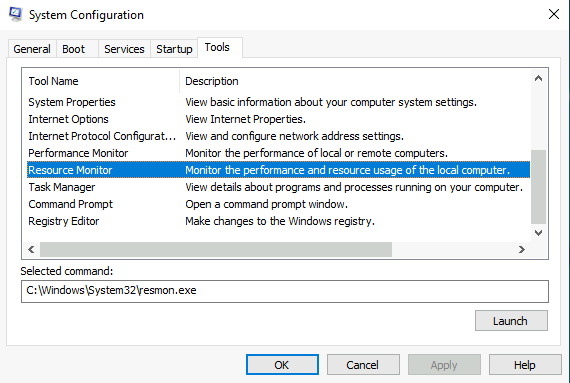 System Configuration
General Boot Services Startup Tools
Tool Name Description
System Properties View basic information about your computer system settings.
Internet Options View Internet Properties.
Internet Protocol Configurat... View and configure network address settings.
Performance Monitor Monitor the performance of local or remote computers.
Resource Monitor Monitor the performance and resource usage of the local computer.
Task Manager View details about programs and processes running on your computer.
Command Prompt Open a command prompt window.
Registry Editor Make changes to the Windows registry.
Selected command:
C:\Windows\System32\resmon.exe
Launch
OK Cancel Apply Help